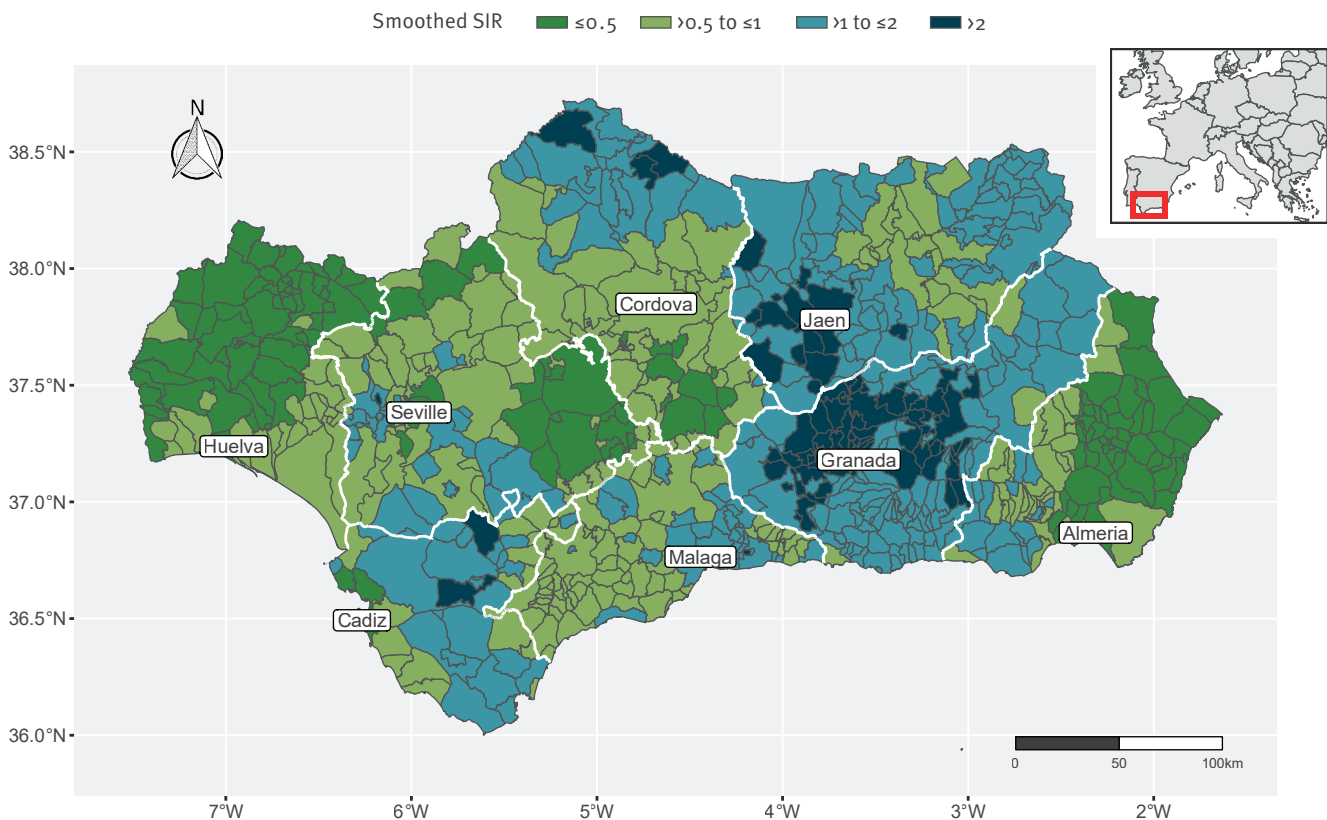 Smoothed SIR ≤0.5 >0.5 to ≤1 >1 to ≤2 >2
N
38.5°N
38.0°N
37.5°N
37.0°N
36.5°N
36.0°N
Cordova
Jaen
Seville
Huelva
Granada
Almeria
Malaga
Cadiz
0 50 100km
7°W 6°W 5°W 4°W 3°W 2°W